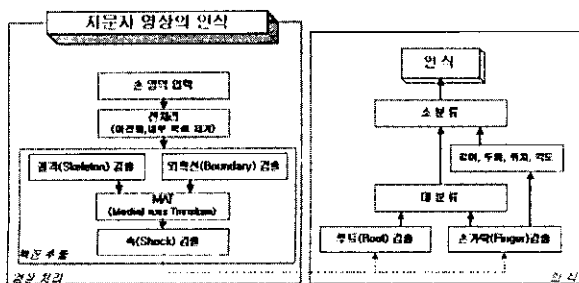 지문자 영상의 인식
손 영역 입력
전처리
(이진화,내부 잡음 제거)
골격(Skeleton) 검출
외곽선(Boundary) 검출
MAT
(Medial Axis Transform)
쇽(Shock) 검출
특징 추출
영상 처리
인 식
소분류
길이, 두께, 위치, 각도
대 분류
루트(Root) 검출
손가락(Finger)검출
인 식